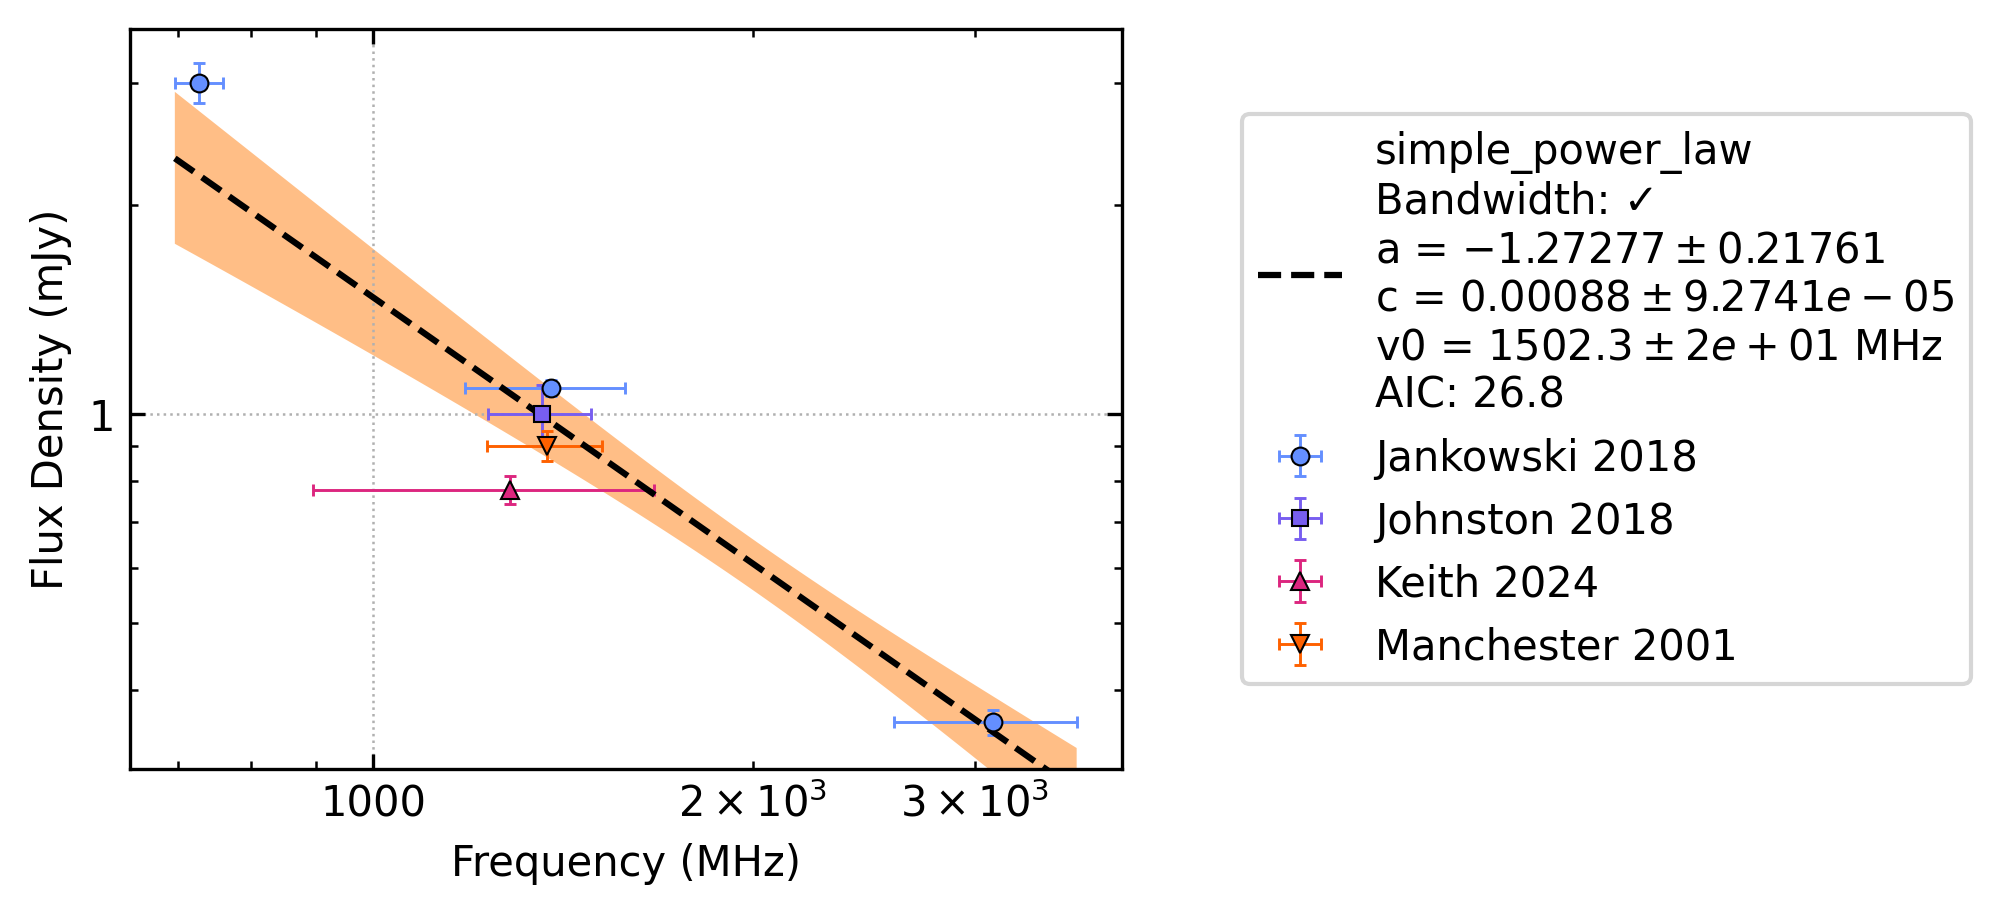 Flux Density (mJy)
1
1000
2 × 10³
3 × 10³
Frequency (MHz)
simple_power_law
Bandwidth: ✓
a = −1.27277 ± 0.21761
c = 0.00088 ± 9.2741e − 05
v0 = 1502.3 ± 2e + 01 MHz
AIC: 26.8
Jankowski 2018
Johnston 2018
Keith 2024
Manchester 2001